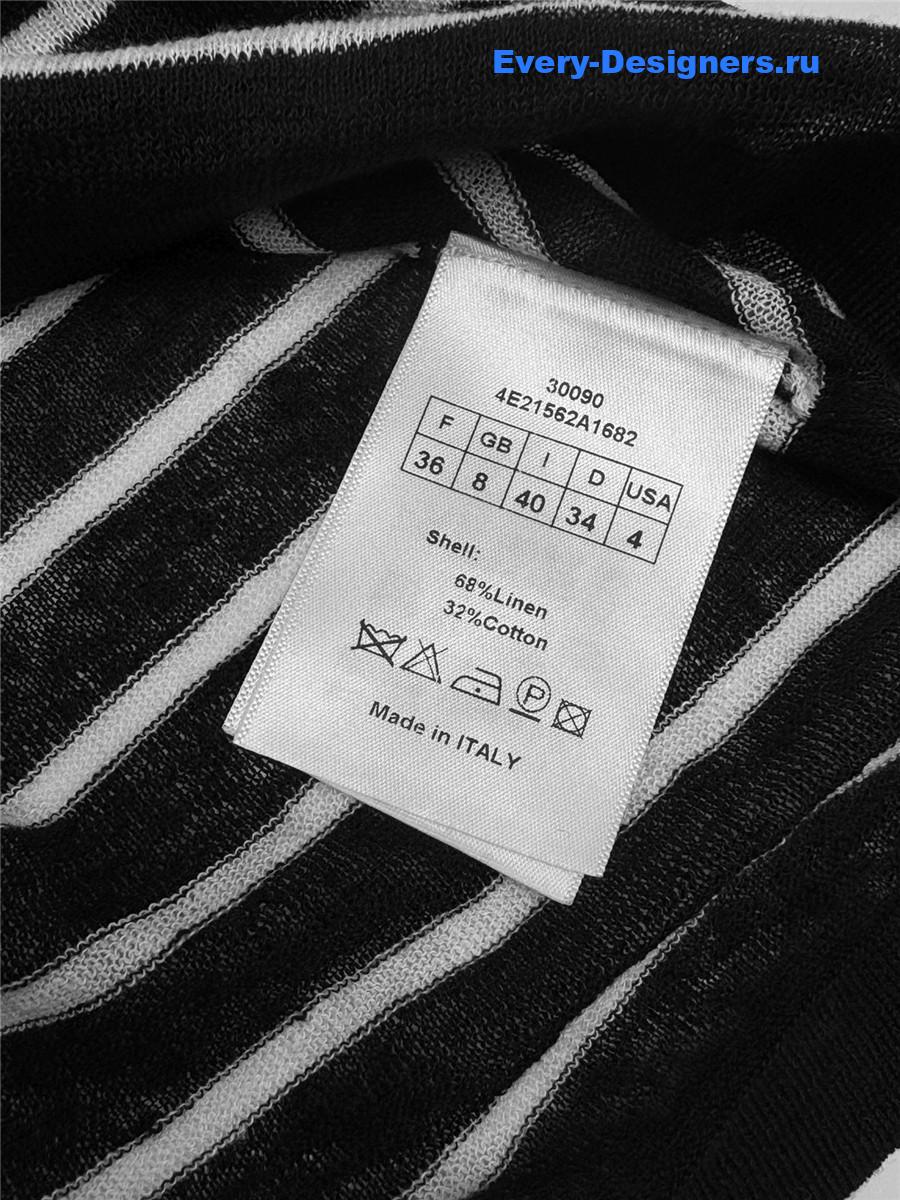 Every-Designers.ru
30090
4E21562A1682
F GB I D USA
36 8 40 34 4
Shell:
68%Linen
32%Cotton
P
Made in ITALY